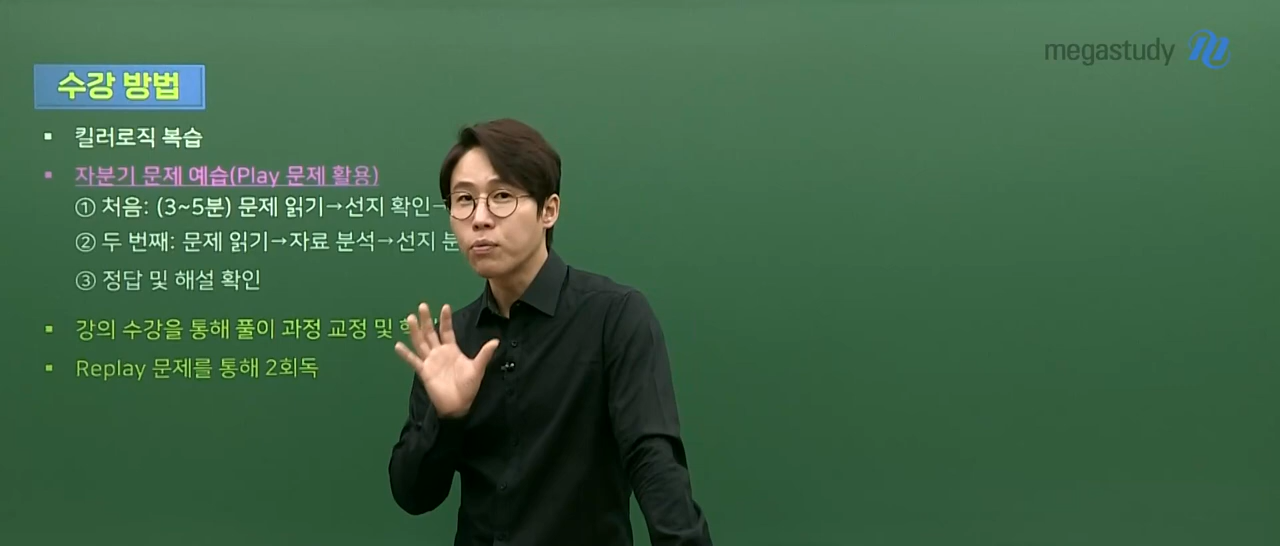 megastudy
수강 방법
▪ 킬러로직 복습
▪ 자분기 문제 예습(Play 문제 활용)
① 처음: (3~5분) 문제 읽기→선지 확인→
② 두 번째: 문제 읽기→자료 분석→선지 분
③ 정답 및 해설 확인
▪ 강의 수강을 통해 풀이 과정 교정 및
▪ Replay 문제를 통해 2회독